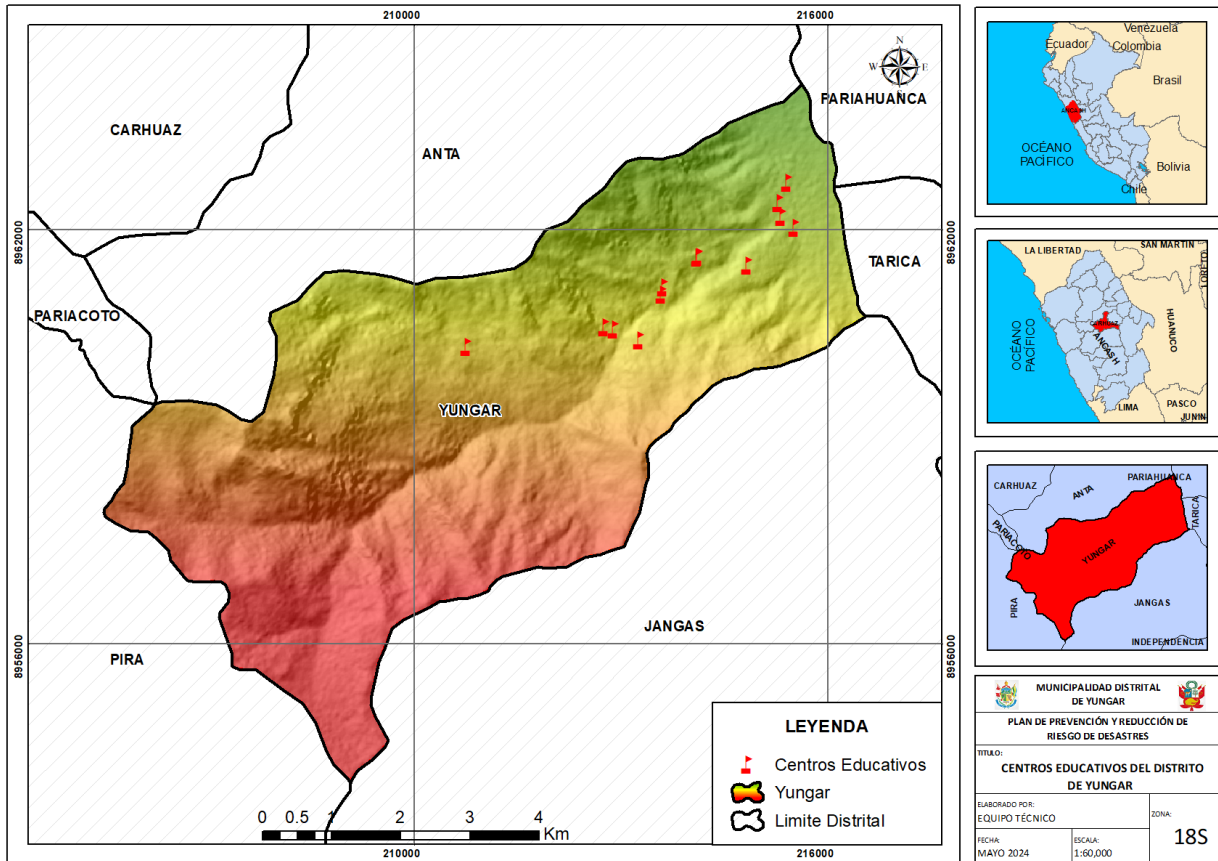 210000
216000
N
W
E
S
PARIAHUANCA
CARHUAZ
ANTA
8962000
8962000
TARICA
PARIACOTO
YUNGAR
JANGAS
PIRA
8956000
8956000
LEYENDA
Centros Educativos
Yungar
Limite Distrital
0 0.5 1 2 3 4
Km
210000
216000
Venezuela
Ecuador
Colombia
Brasil
ANCASH
OCÉANO
PACÍFICO
Bolivia
Chile
SAN MARTIN
LA LIBERTAD
LORETO
HUANUCO
CARHUAZ
ANCASH
OCÉANO
PACÍFICO
LIMA
PASCO
JUNIN
PARIAHUANCA
CARHUAZ
ANTA
TARICA
PARIACOTO
YUNGAR
PIRA
JANGAS
INDEPENDENCIA
MUNICIPALIDAD DISTRITAL
DE YUNGAR
PLAN DE PREVENCIÓN Y REDUCCIÓN DE
RIESGO DE DESASTRES
TITULO:
CENTROS EDUCATIVOS DEL DISTRITO
DE YUNGAR
ELABORADO POR:
EQUIPO TÉCNICO
ZONA:
18S
FECHA:
MAYO 2024
ESCALA:
1:60,000